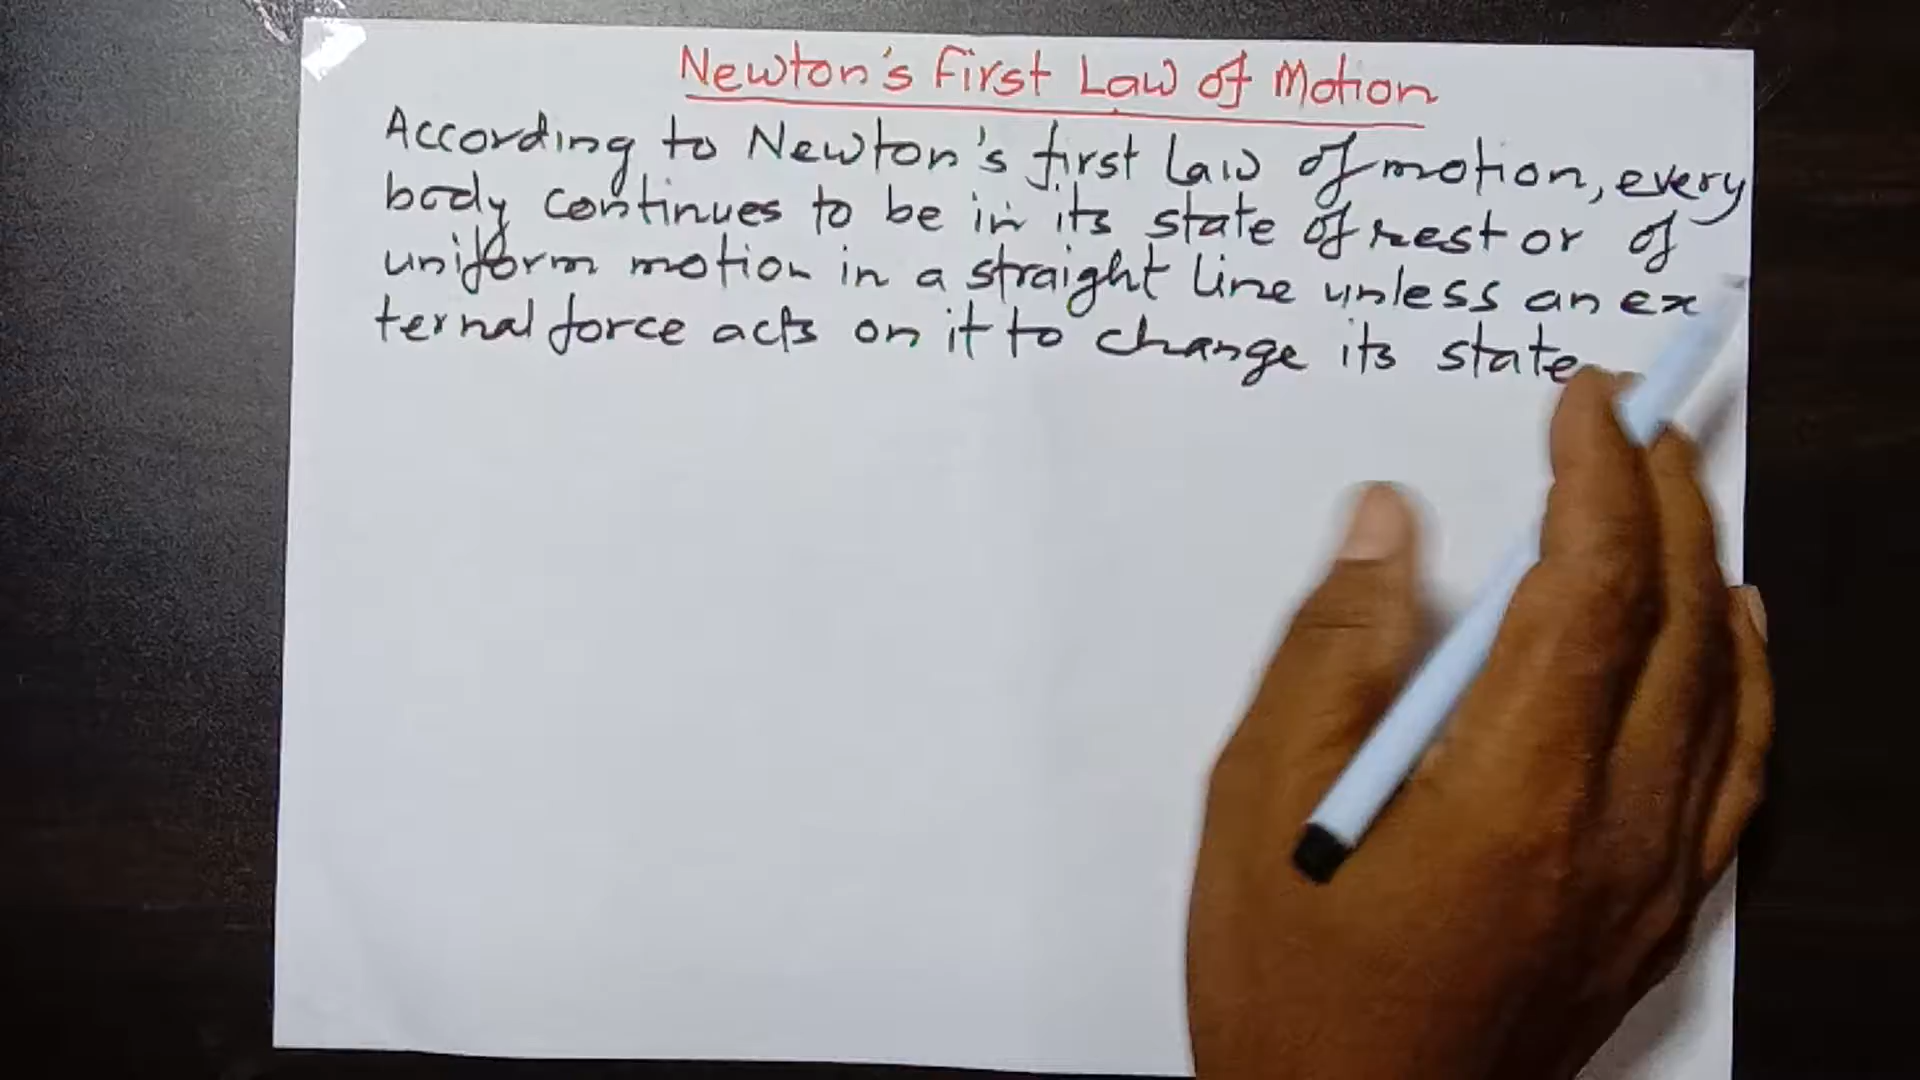 Newton's First Law of Motion
According to Newton's first law of motion, every
body continues to be in its state of rest or of
uniform motion in a straight line unless an ex
ternal force acts on it to change its state